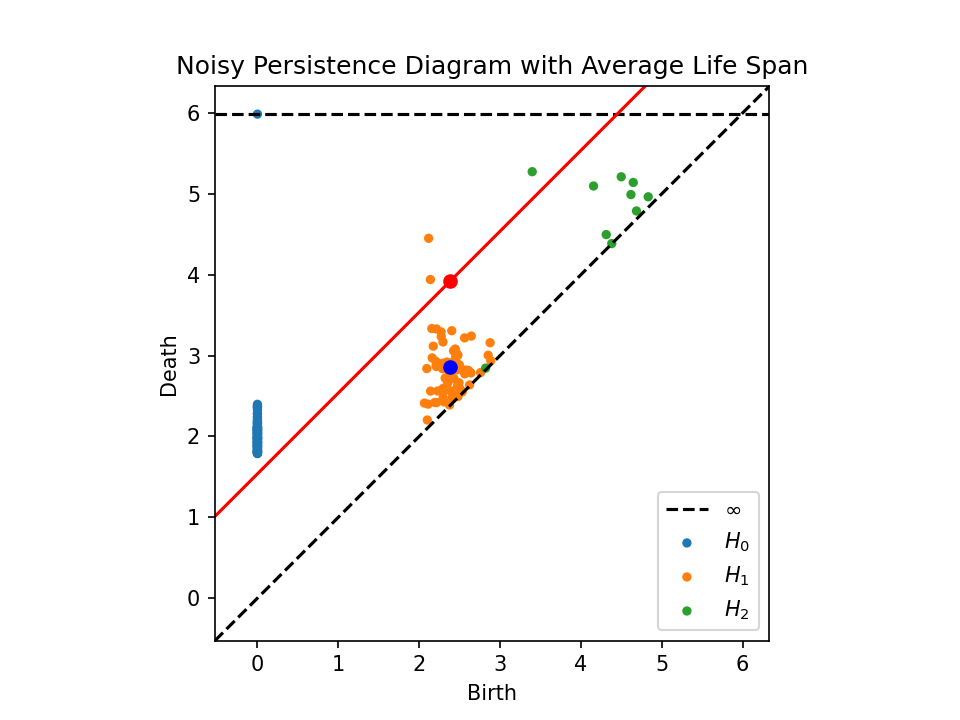 Noisy Persistence Diagram with Average Life Span
6
5
4
3
2
1
0
Death
0 1 2 3 4 5 6
Birth
∞
H₀
H₁
H₂